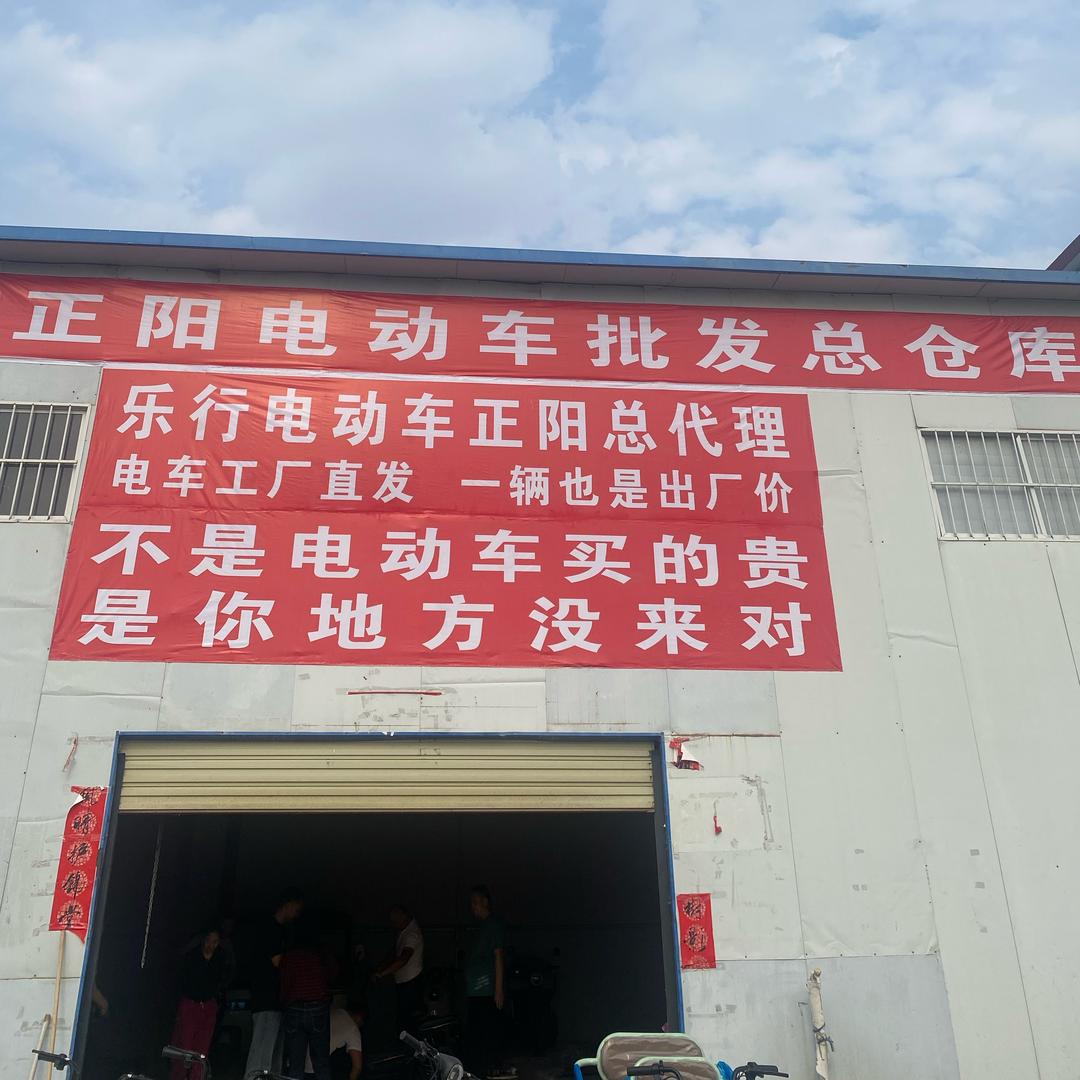 正阳电动车批发总仓库
乐行电动车正阳总代理
电车工厂直发 一辆也是出厂价
不是电动车买的贵
是你地方没来对